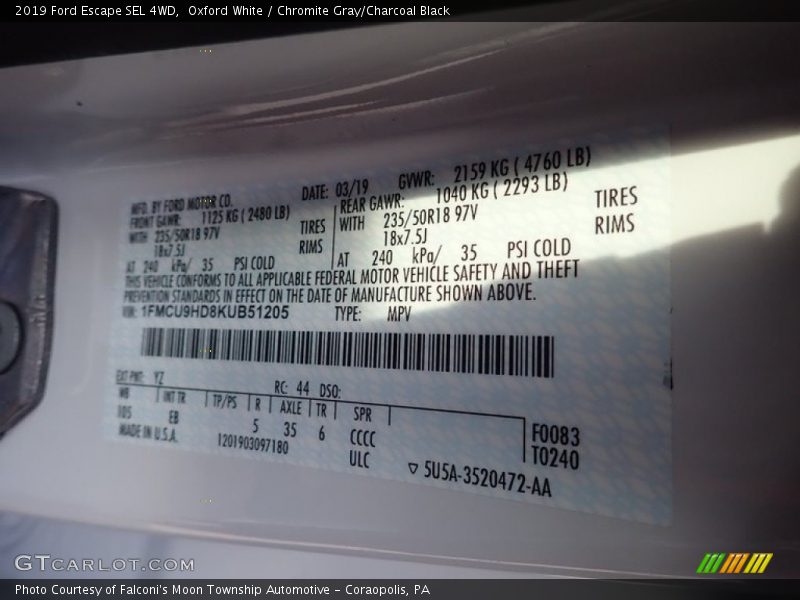 2019 Ford Escape SEL 4WD, Oxford White / Chromite Gray/Charcoal Black
MFD. BY FORD MOTOR CO. DATE: 03/19 GVWR: 2159 KG ( 4760 LB)
FRONT GAWR: 1125 KG ( 2480 LB) REAR GAWR: 1040 KG ( 2293 LB)
WITH 235/50R18 97V TIRES WITH 235/50R18 97V TIRES
18x7.5J RIMS 18x7.5J RIMS
AT 240 kPa/ 35 PSI COLD AT 240 kPa/ 35 PSI COLD
THIS VEHICLE CONFORMS TO ALL APPLICABLE FEDERAL MOTOR VEHICLE SAFETY AND THEFT
PREVENTION STANDARDS IN EFFECT ON THE DATE OF MANUFACTURE SHOWN ABOVE.
VIN: 1FMCU9HD8KUB51205 TYPE: MPV
EXT PNT: YZ RC: 44 DSO:
WB INT TR TP/PS R AXLE TR SPR
105 EB 5 35 6 CCCC F0083
MADE IN U.S.A. 1201903097180 ULC T0240
5U5A-3520472-AA
GTCARLOT.COM
Photo Courtesy of Falconi's Moon Township Automotive – Coraopolis, PA